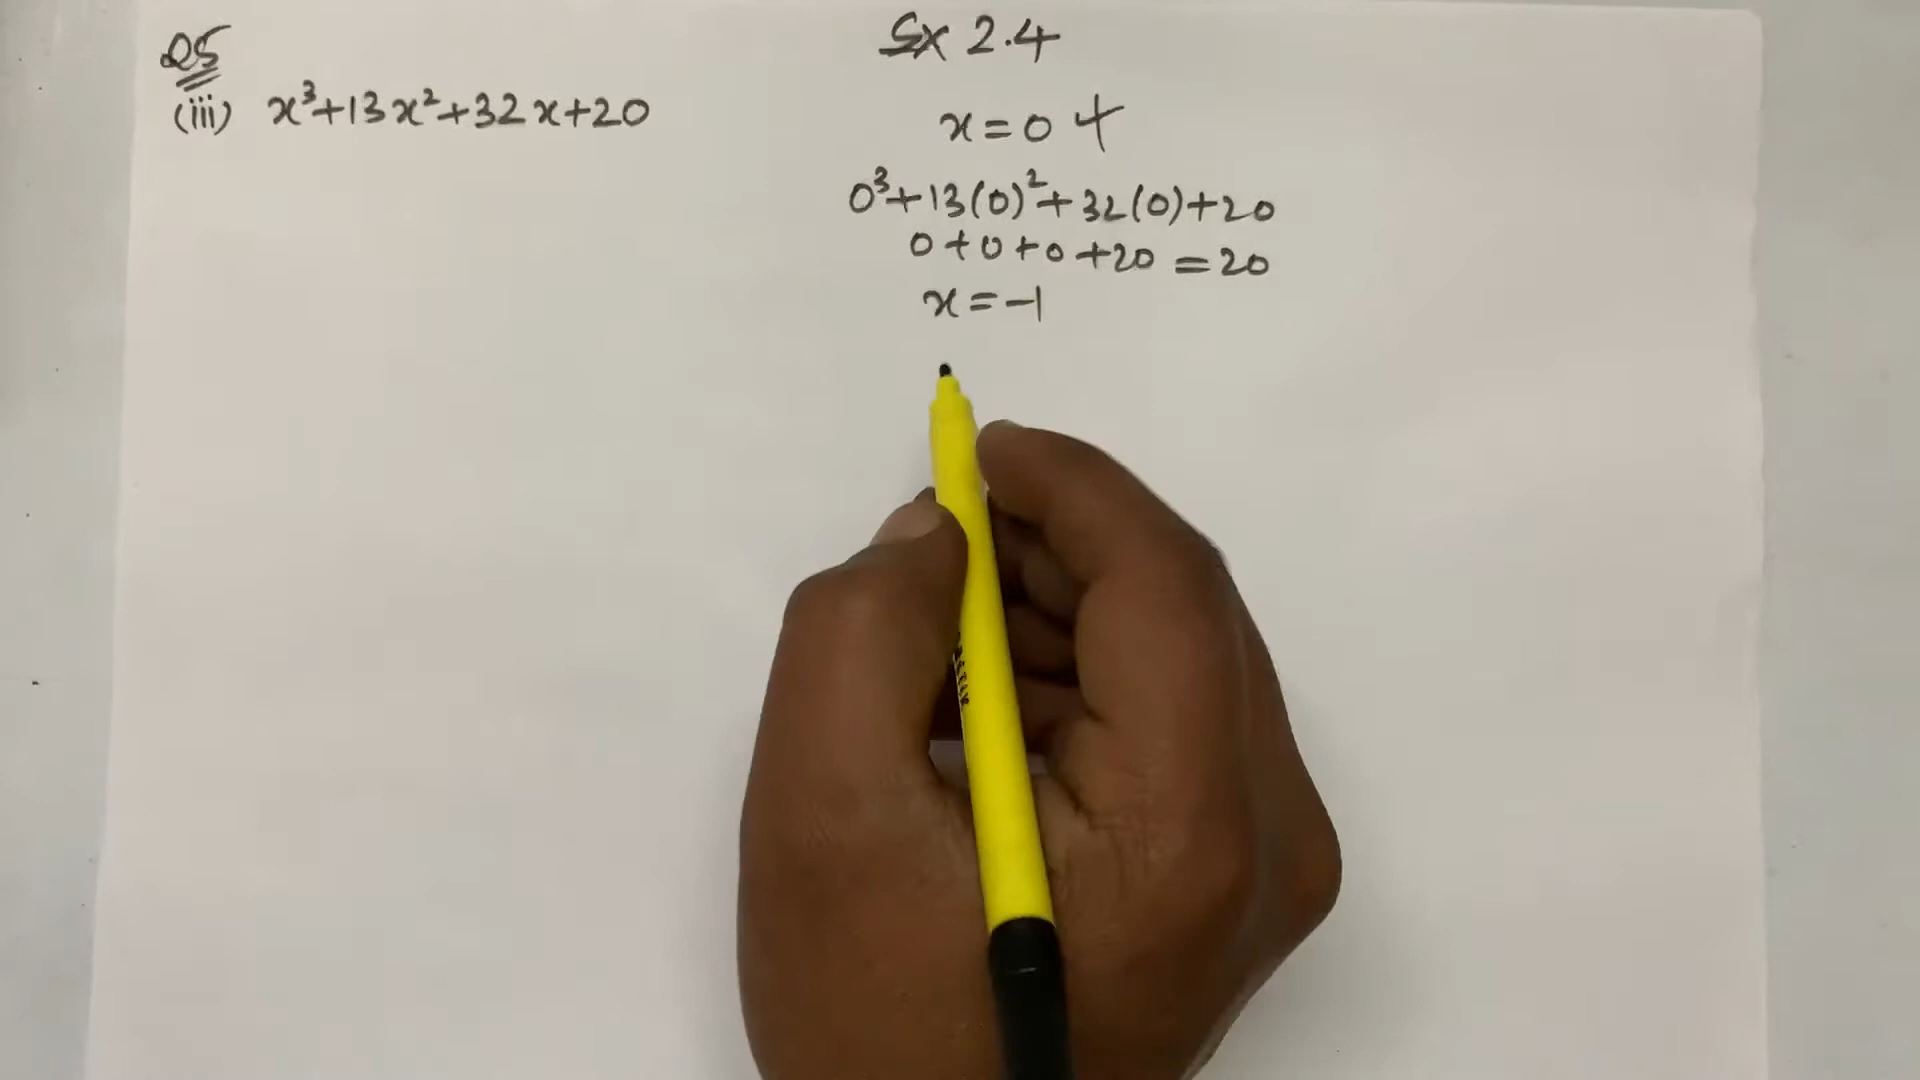 Ex 2.4
Q5
(iii) x³+13x²+32x+20
x=0 ✗
0³+13(0)²+32(0)+20
0+0+0+20=20
x=-1